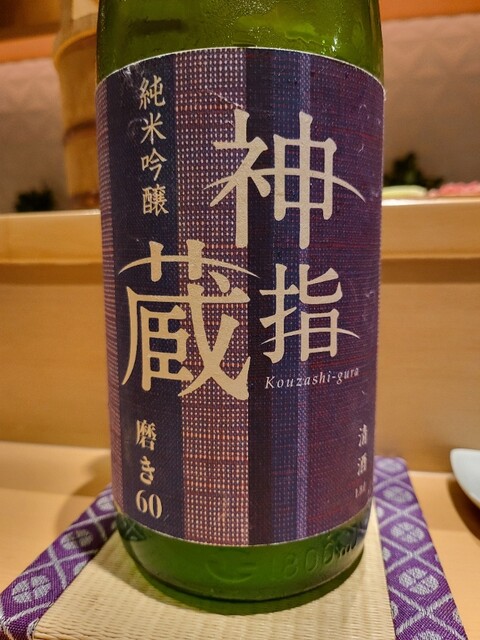 純米吟醸
神指
蔵
Kouzashi-gura
磨き60
清酒